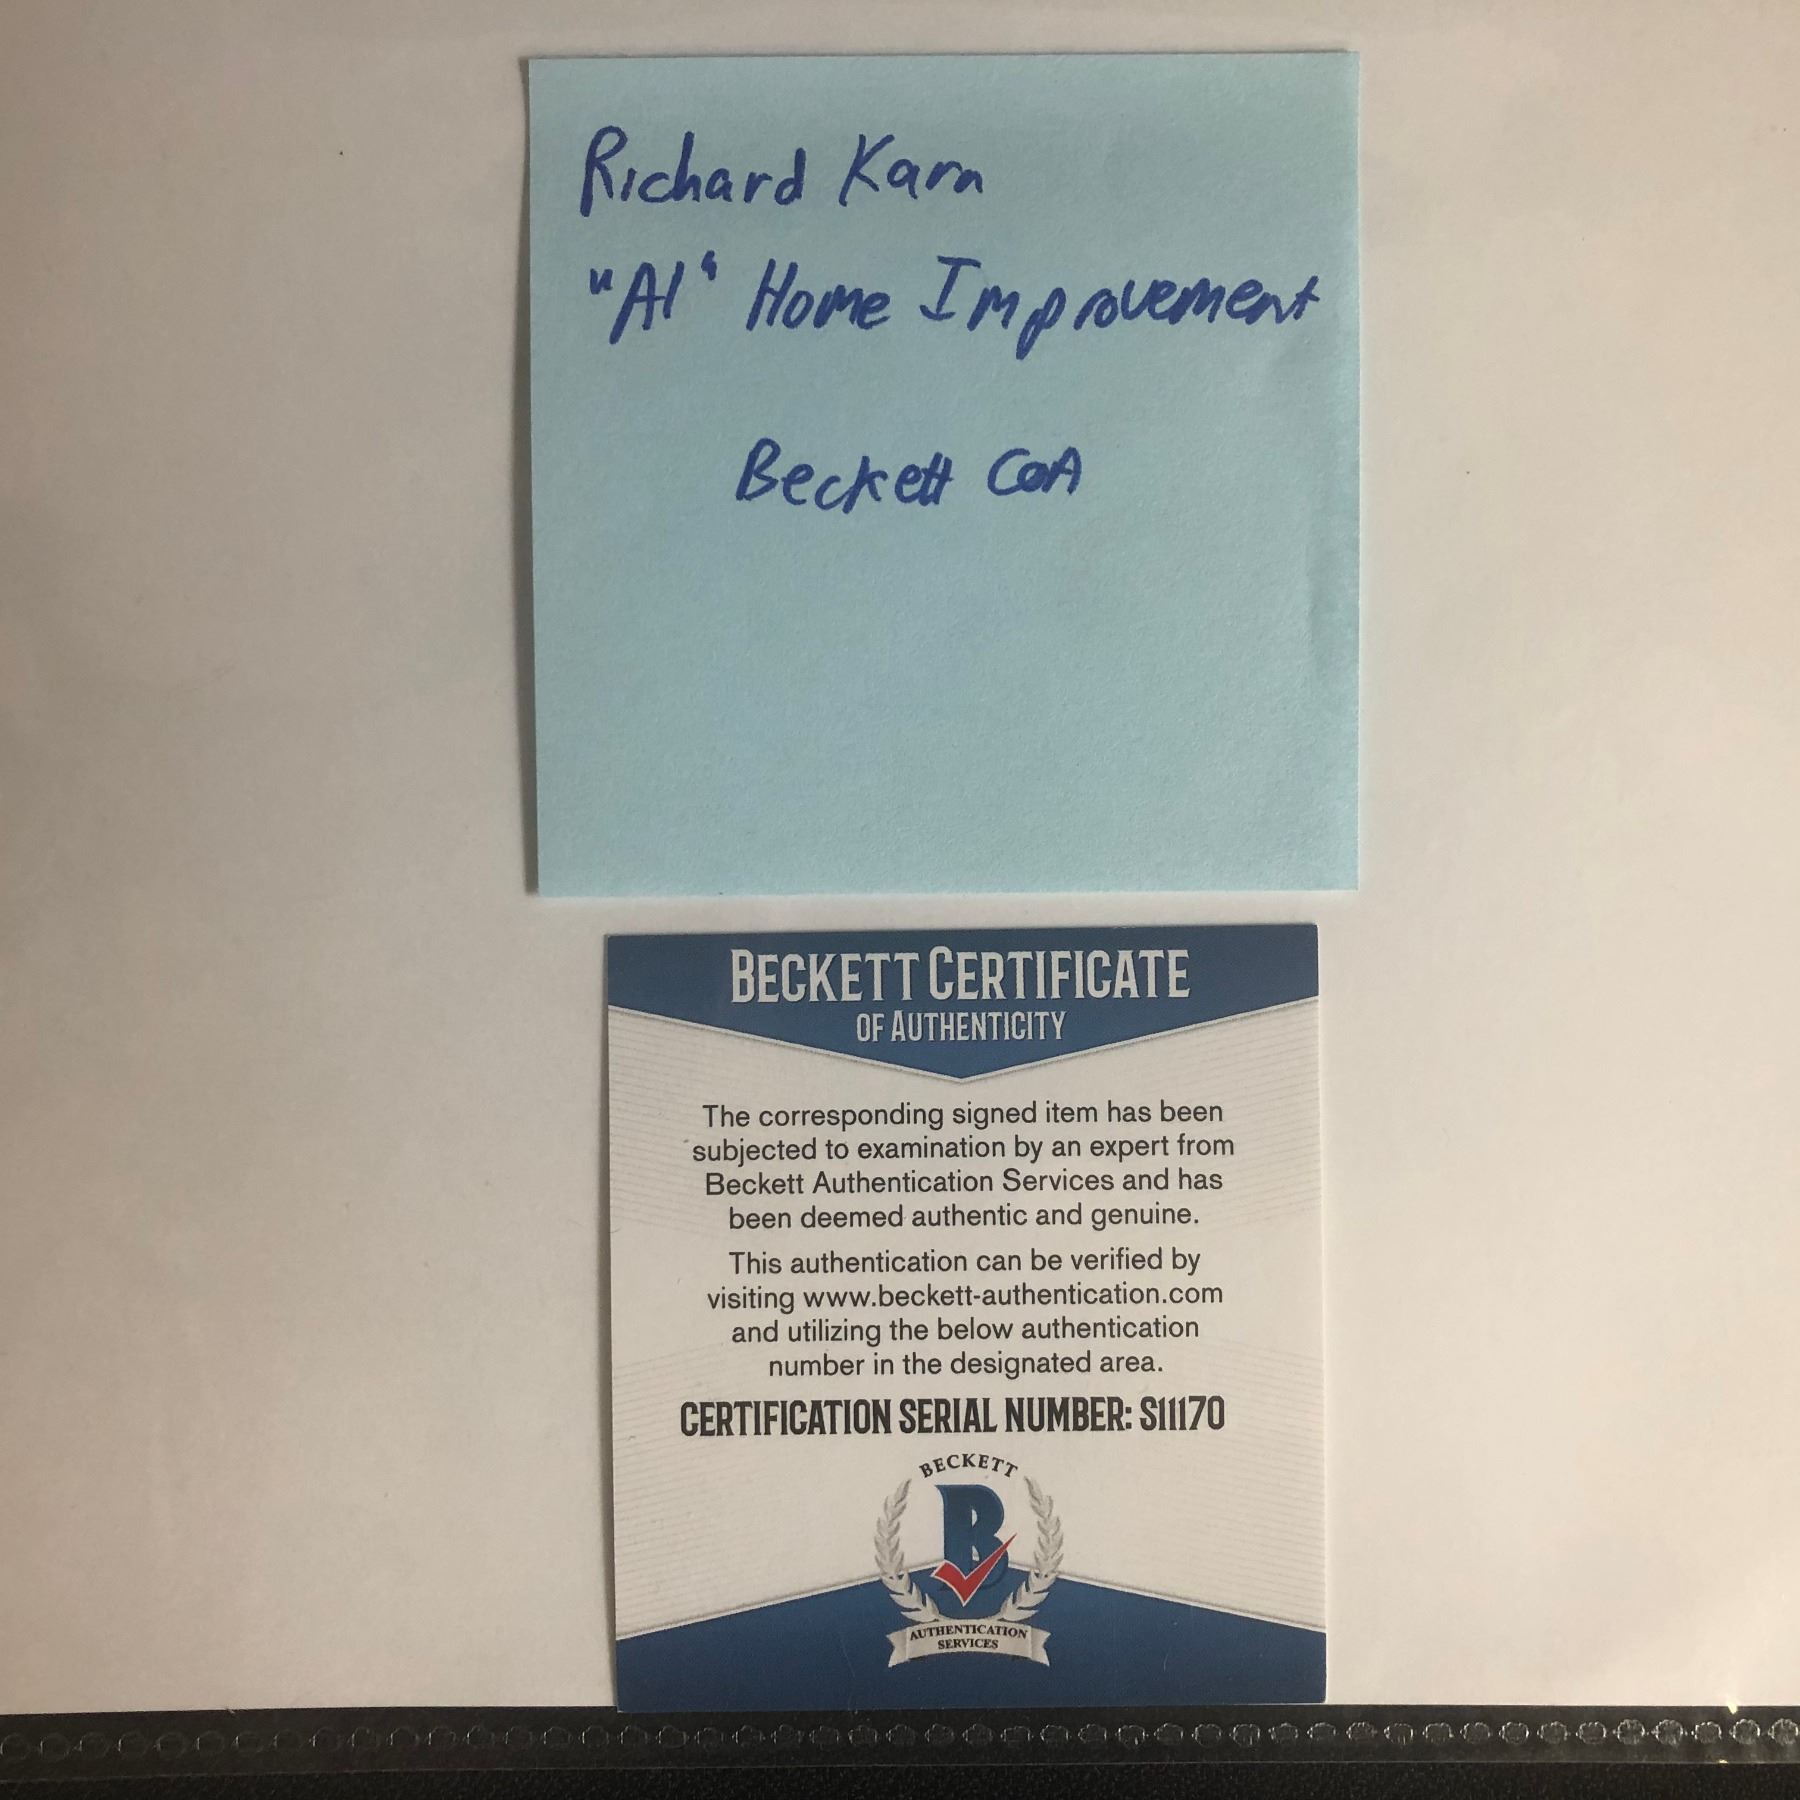 Richard Karn
"Al" Home Improvement
Beckett COA
BECKETT CERTIFICATE
OF AUTHENTICITY
The corresponding signed item has been
subjected to examination by an expert from
Beckett Authentication Services and has
been deemed authentic and genuine.
This authentication can be verified by
visiting www.beckett-authentication.com
and utilizing the below authentication
number in the designated area.
CERTIFICATION SERIAL NUMBER: S11170
BECKETT
B
AUTHENTICATION
SERVICES